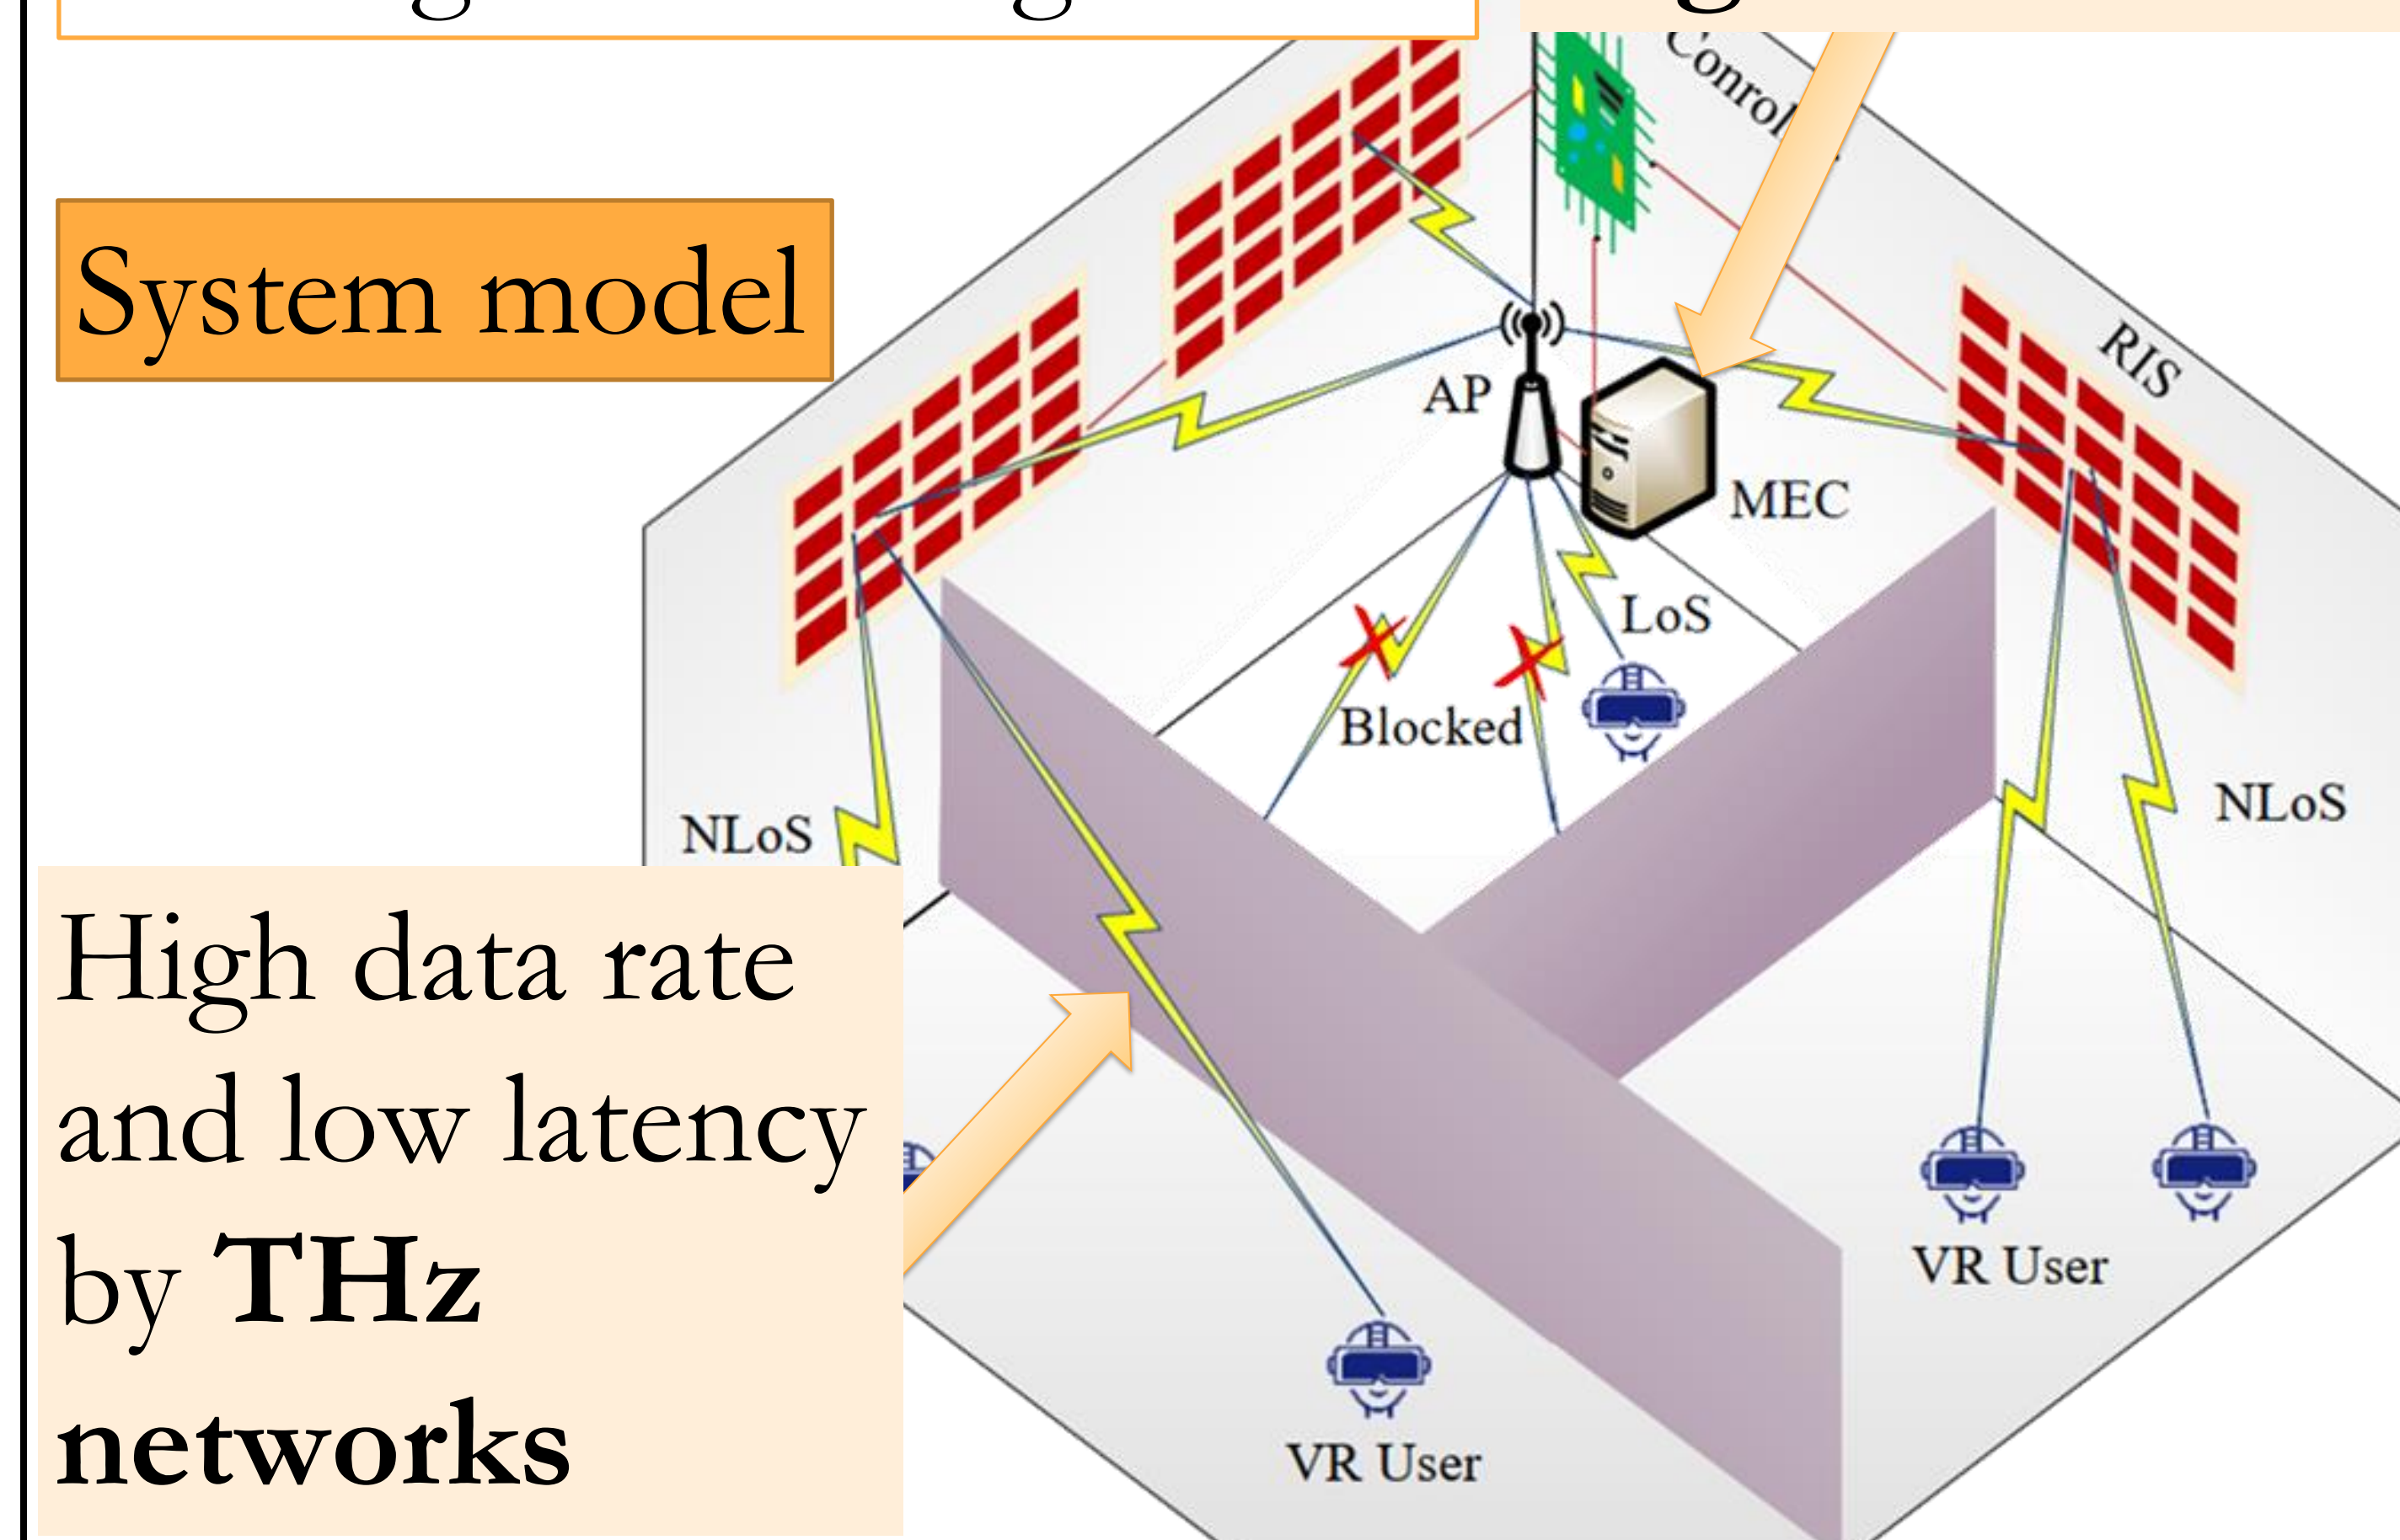 System model
Conrol
RIS
AP
MEC
LoS
Blocked
NLoS
NLoS
High data rate
and low latency
by THz
networks
VR User
VR User